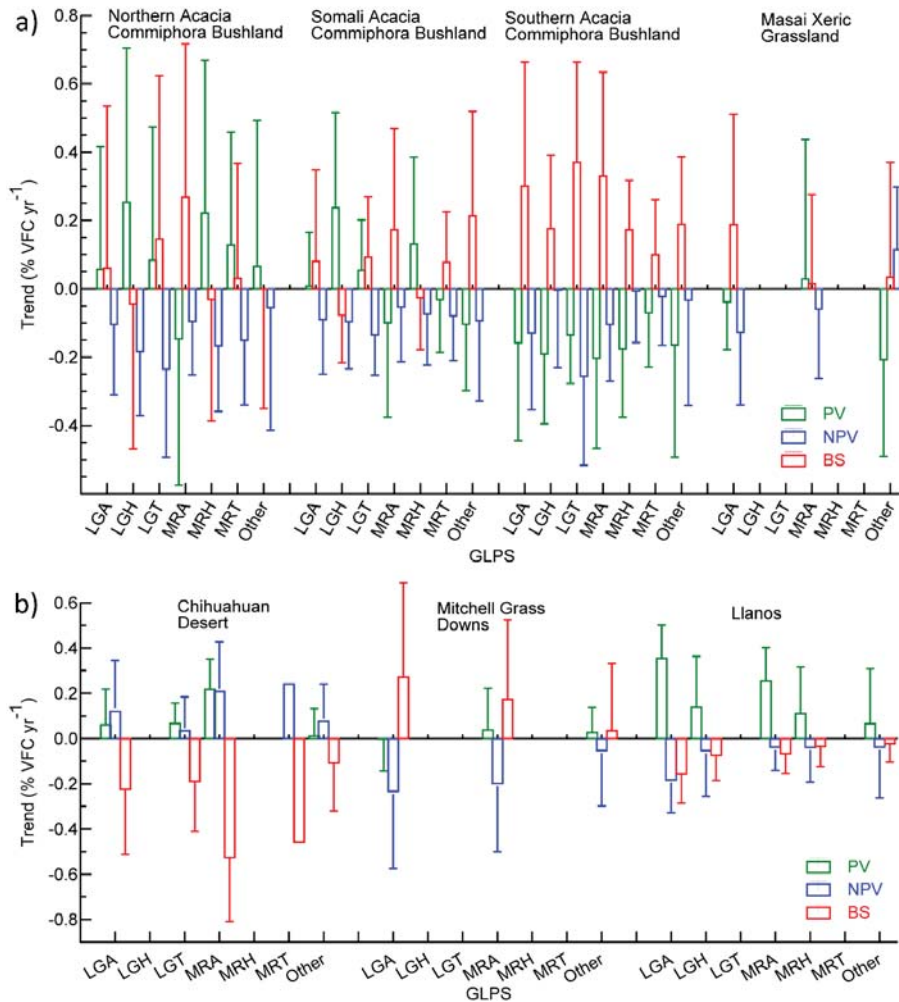 a)
Northern Acacia
Commiphora Bushland
Somali Acacia
Commiphora Bushland
Southern Acacia
Commiphora Bushland
Masai Xeric
Grassland
Trend (% VFC yr⁻¹)
0.8
0.6
0.4
0.2
0.0
-0.2
-0.4
PV
NPV
BS
LGA LGH LGT MRA MRH MRT Other LGA LGH LGT MRA MRH MRT Other LGA LGH LGT MRA MRH MRT Other LGA LGH LGT MRA MRH MRT Other
GLPS
b)
Chihuahuan
Desert
Mitchell Grass
Downs
Llanos
Trend (% VFC yr⁻¹)
0.6
0.4
0.2
0.0
-0.2
-0.4
-0.6
-0.8
PV
NPV
BS
LGA LGH LGT MRA MRH MRT Other LGA LGH LGT MRA MRH MRT Other LGA LGH LGT MRA MRH MRT Other
GLPS